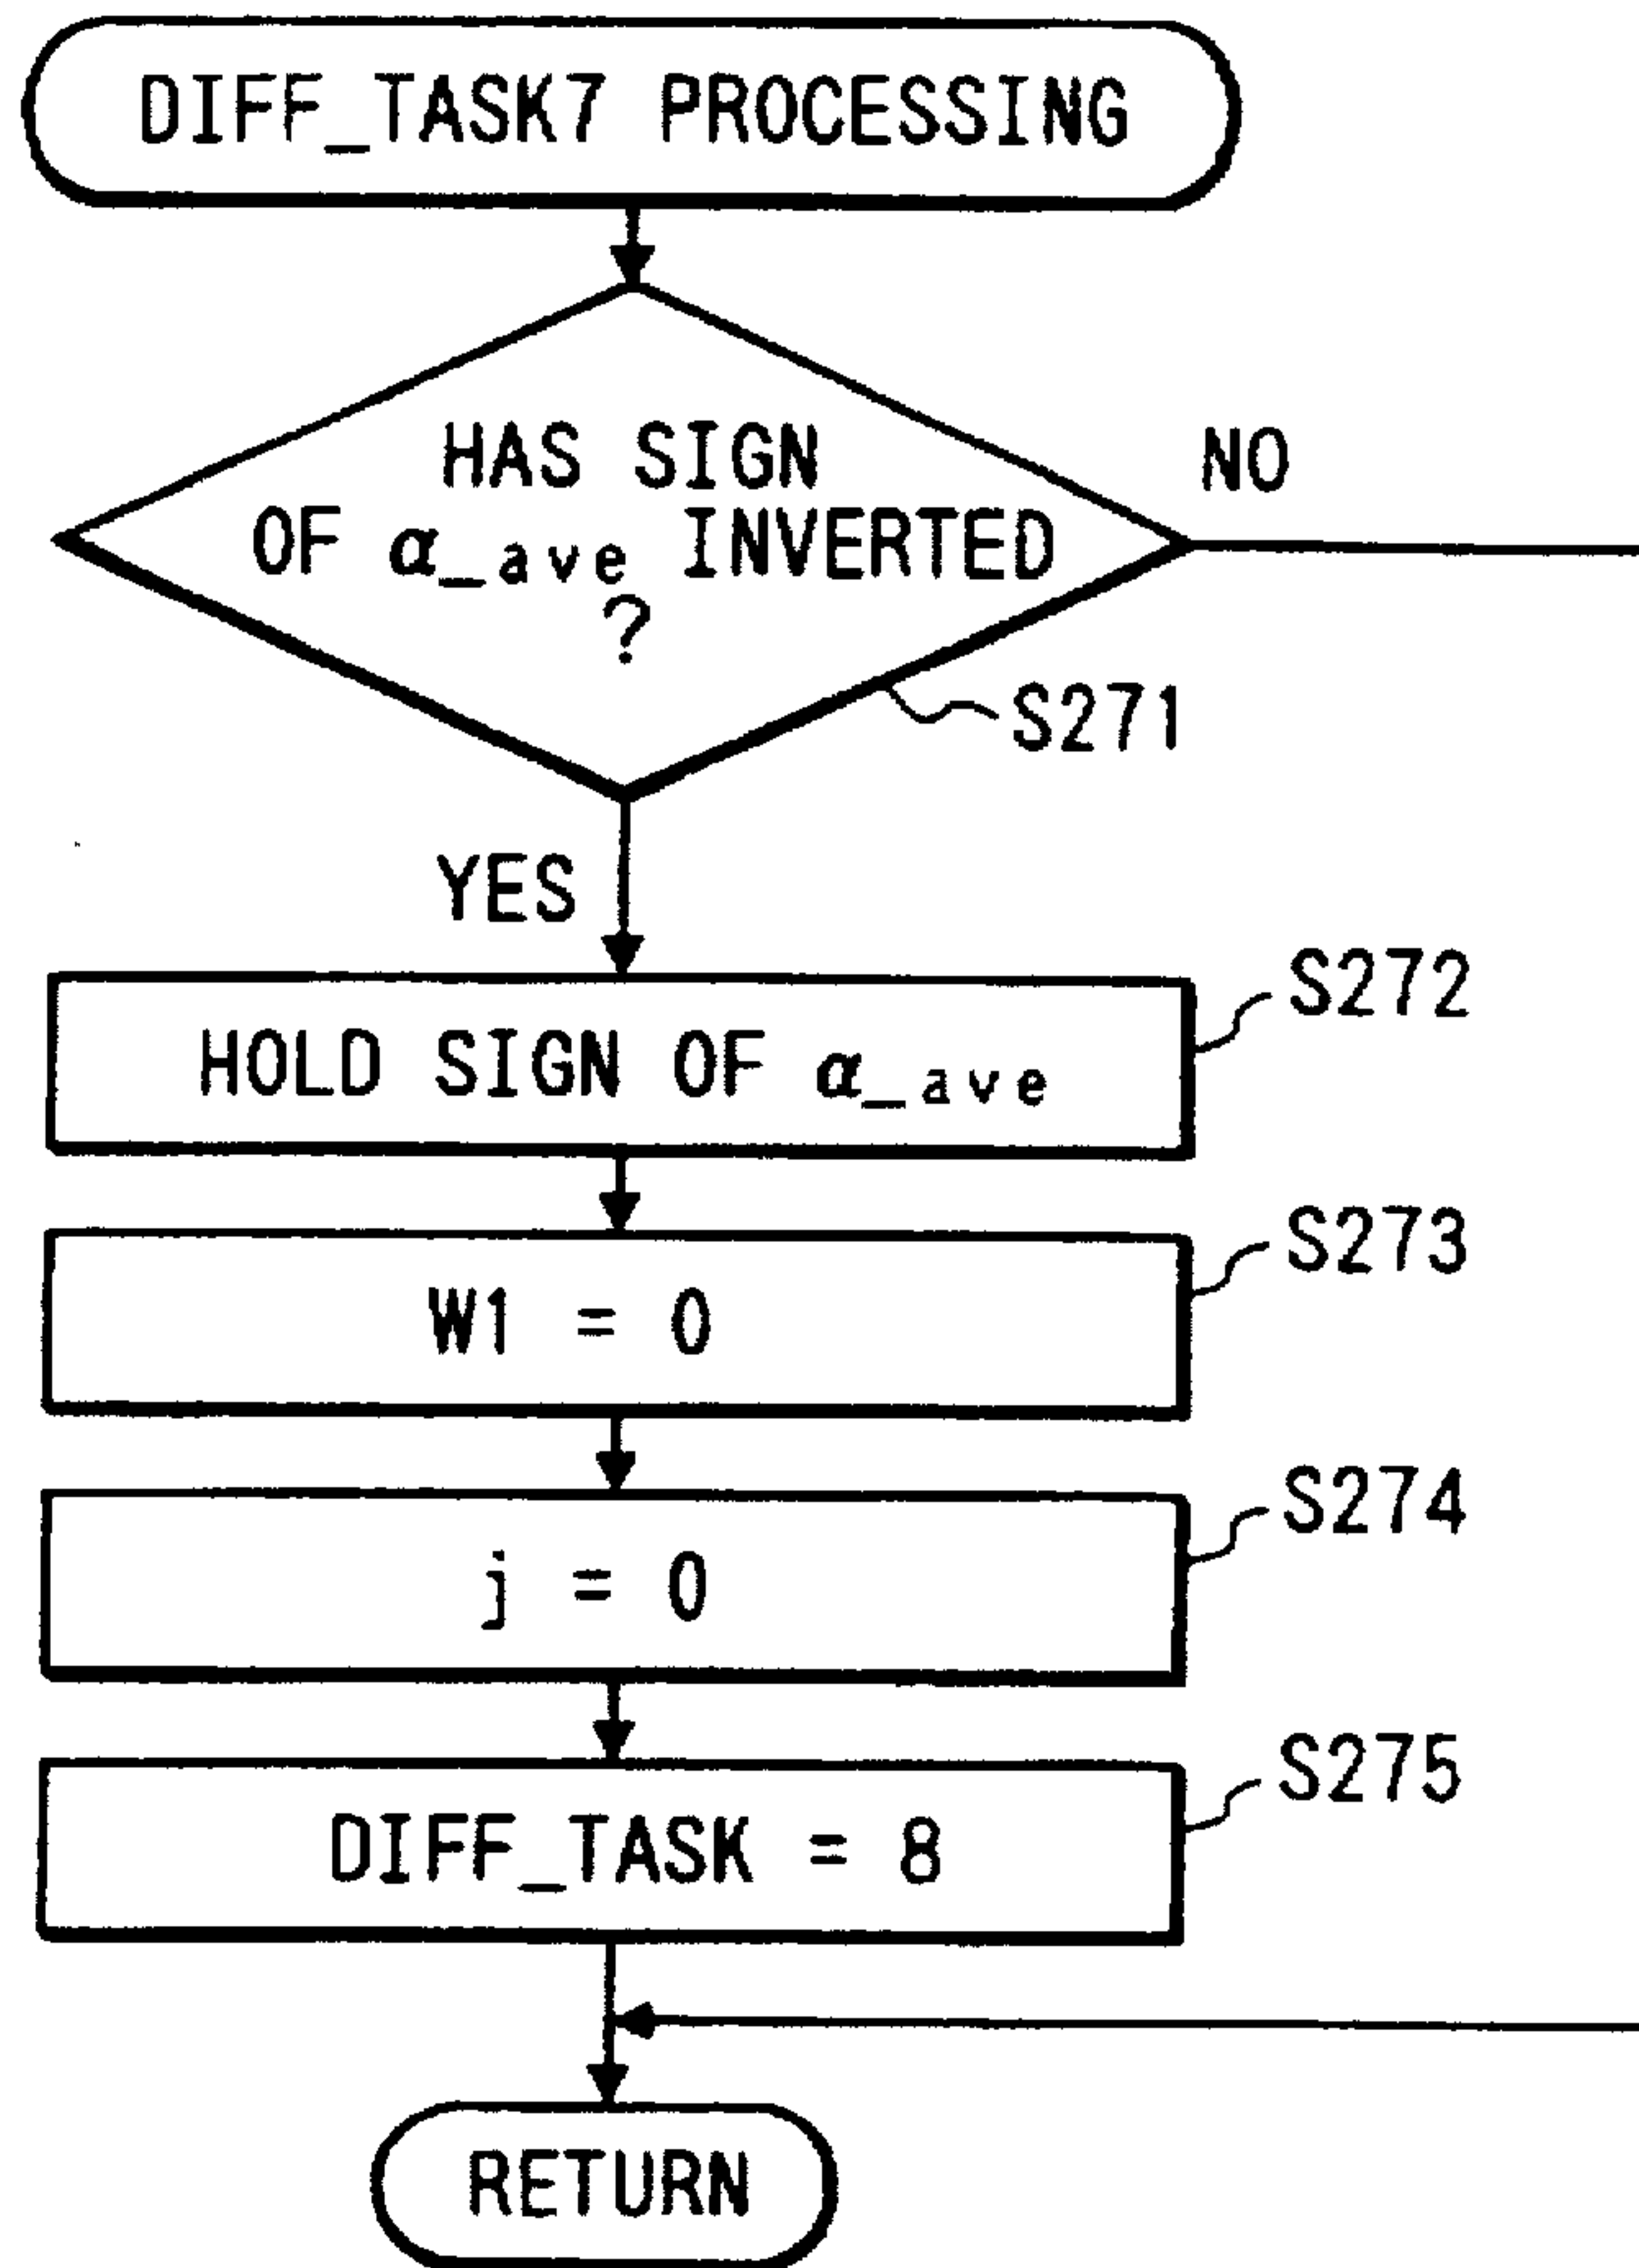 DIFF_TASK7 PROCESSING
HAS SIGN
OF α_ave INVERTED
?
NO
S271
YES
S272
HOLD SIGN OF α_ave
S273
W1 = 0
S274
j = 0
S275
DIFF_TASK = 8
RETURN